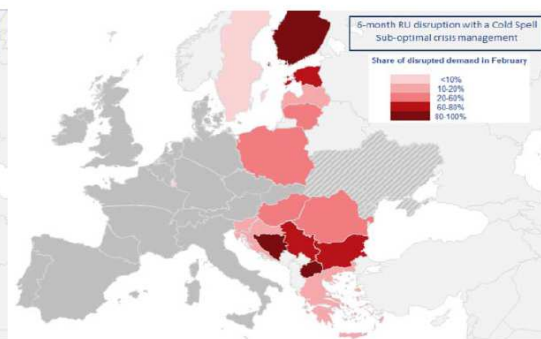 6-month RU disruption with a Cold Spell
Sub-optimal crisis management
Share of disrupted demand in February
<10%
10-20%
20-60%
60-80%
80-100%